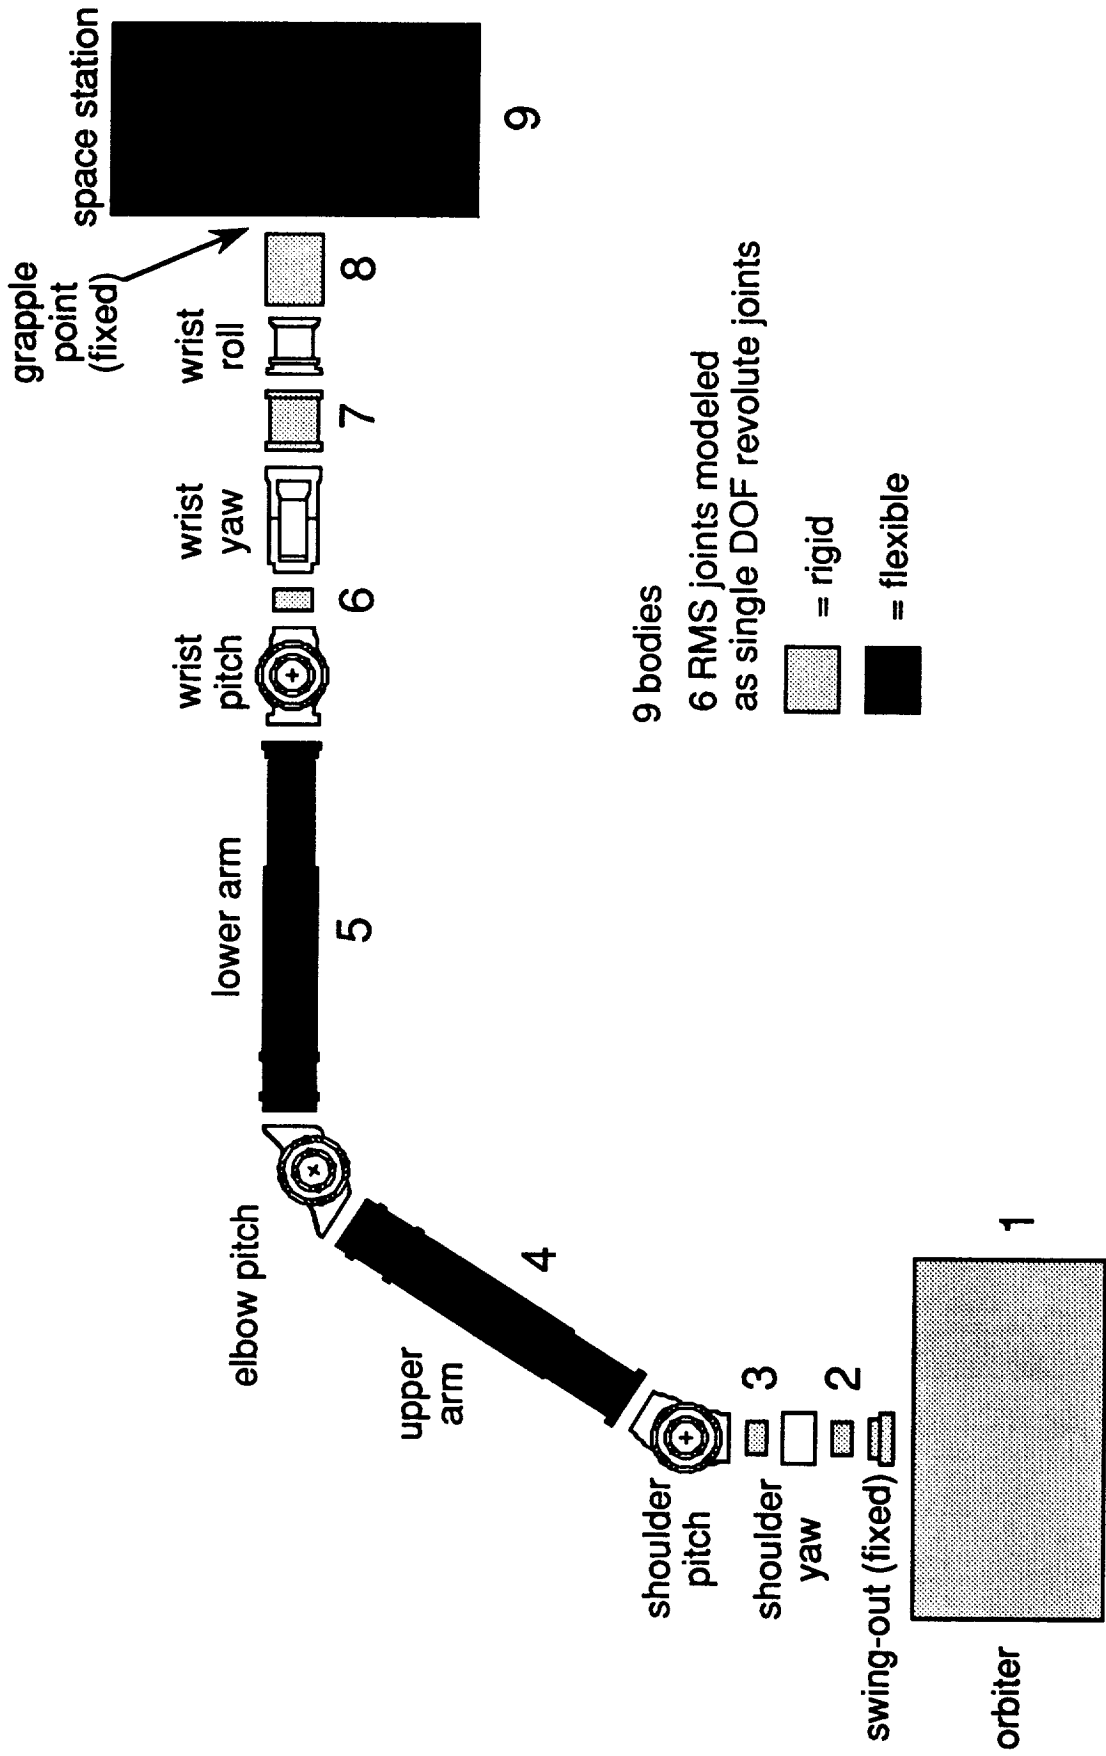 grapple
point
(fixed)
space station
wrist
roll
wrist
yaw
wrist
pitch
lower arm
elbow pitch
upper
arm
shoulder
pitch
shoulder
yaw
swing-out (fixed)
orbiter
1
2
3
4
5
6
7
8
9
9 bodies
6 RMS joints modeled
as single DOF revolute joints
= rigid
= flexible